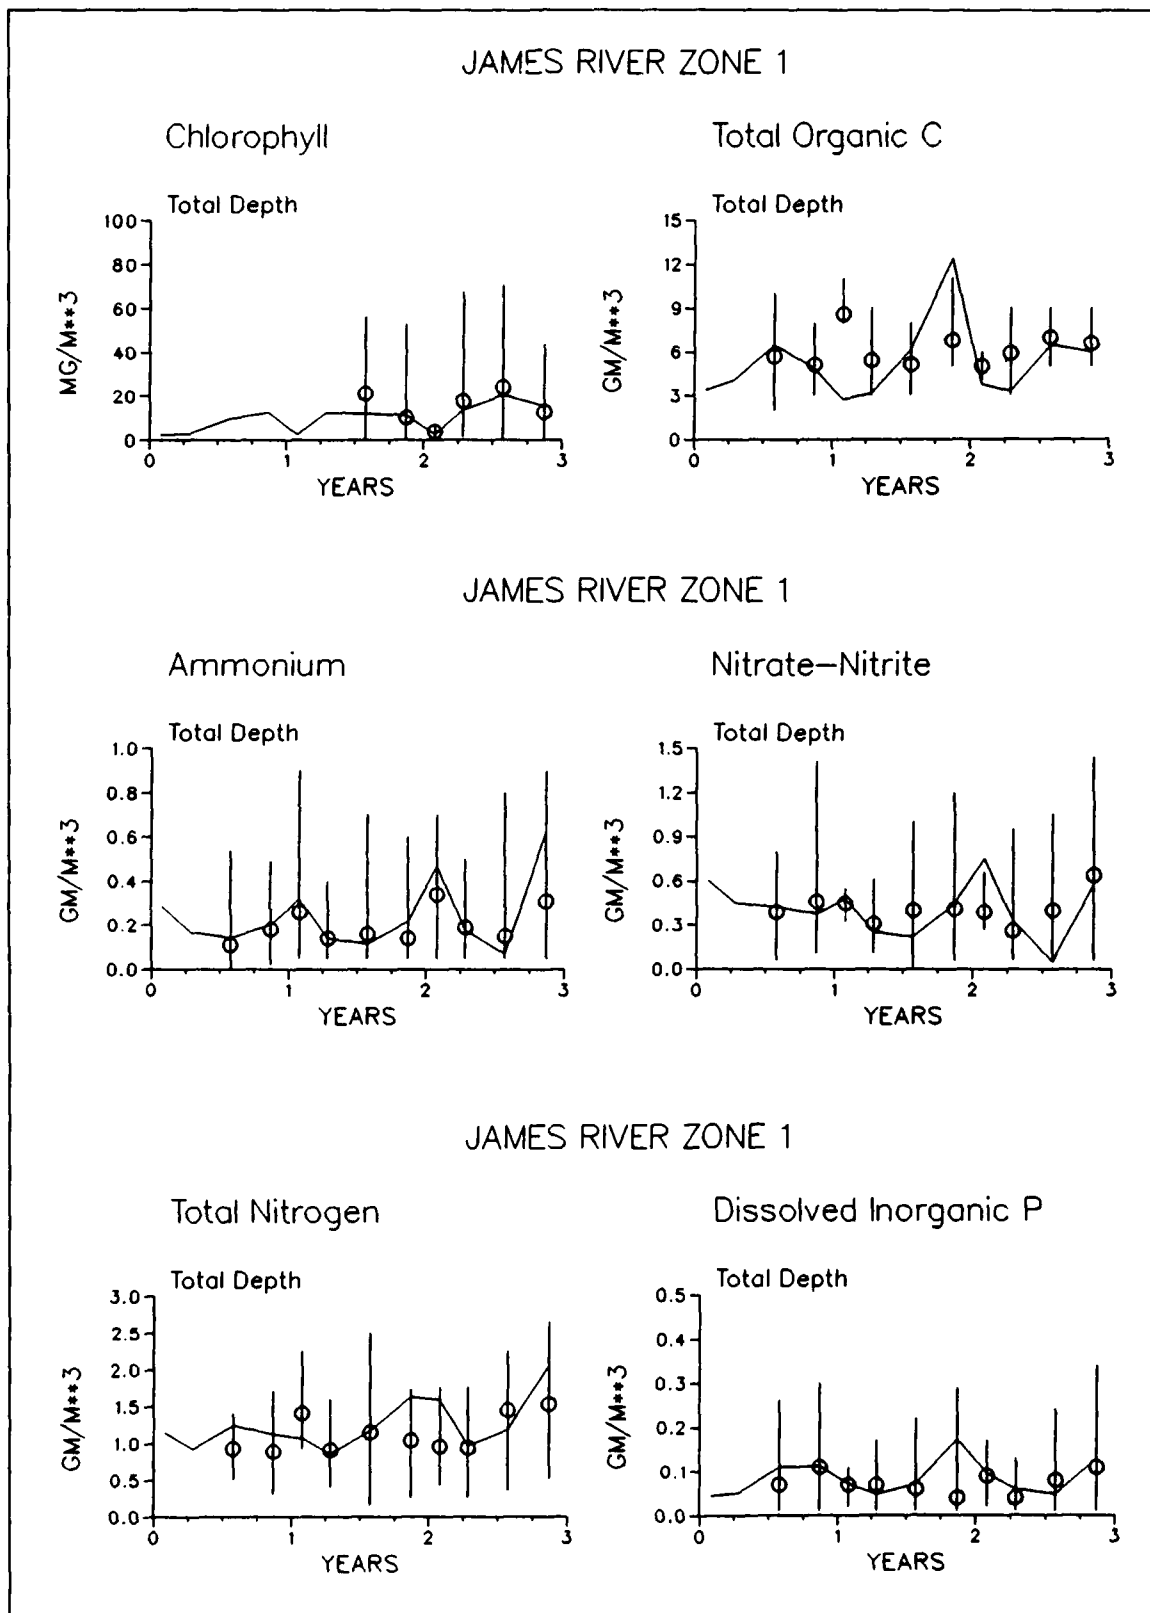 JAMES RIVER ZONE 1
Chlorophyll
Total Depth
100
80
60
40
20
0
MG/M**3
0 1 2 3
YEARS
Total Organic C
Total Depth
15
12
9
6
3
0
GM/M**3
0 1 2 3
YEARS
JAMES RIVER ZONE 1
Ammonium
Total Depth
1.0
0.8
0.6
0.4
0.2
0.0
GM/M**3
0 1 2 3
YEARS
Nitrate-Nitrite
Total Depth
1.5
1.2
0.9
0.6
0.3
0.0
GM/M**3
0 1 2 3
YEARS
JAMES RIVER ZONE 1
Total Nitrogen
Total Depth
3.0
2.5
2.0
1.5
1.0
0.5
0.0
GM/M**3
0 1 2 3
YEARS
Dissolved Inorganic P
Total Depth
0.5
0.4
0.3
0.2
0.1
0.0
GM/M**3
0 1 2 3
YEARS